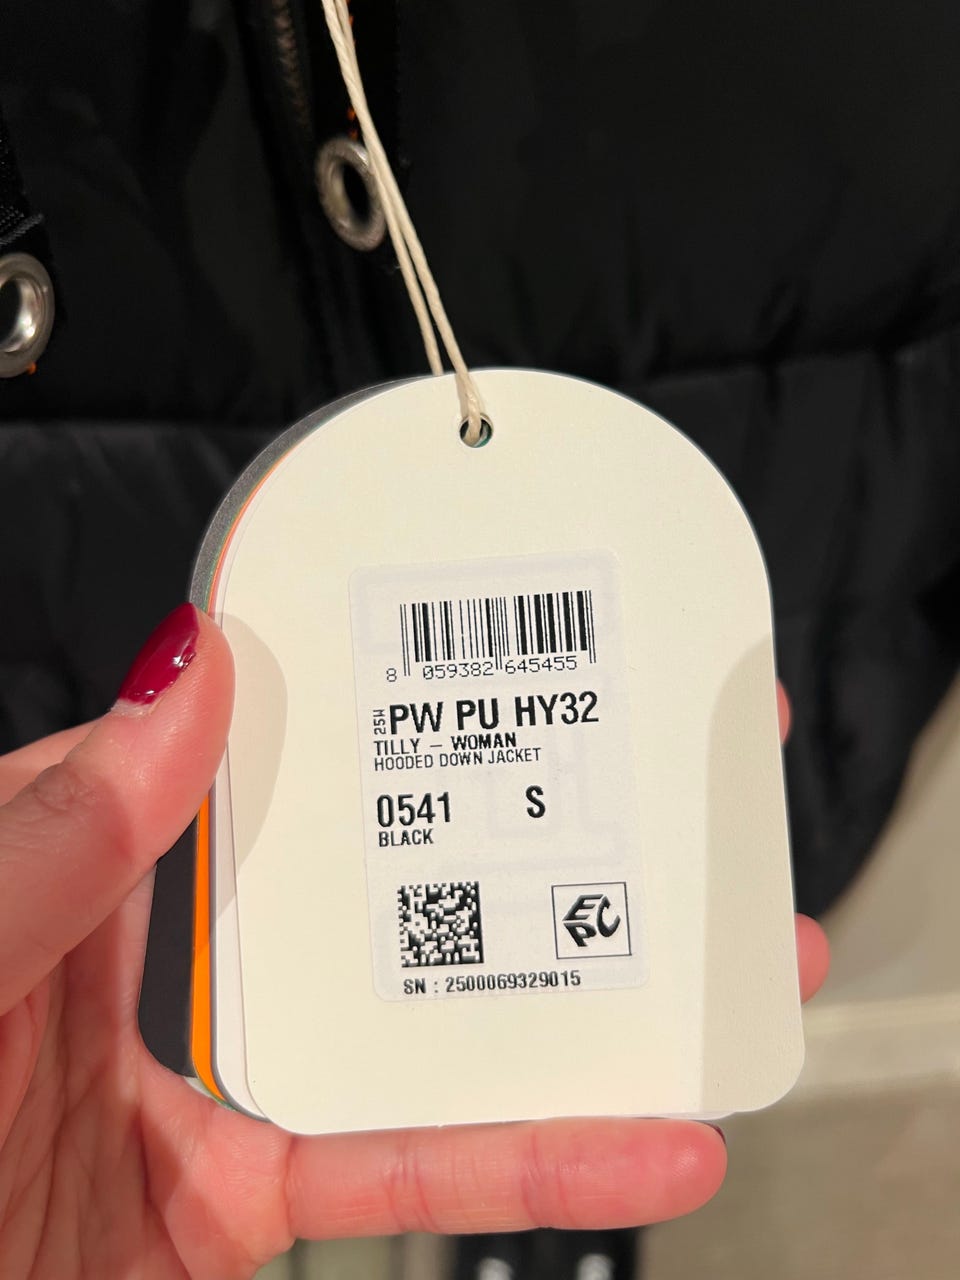 8 059382 645455
25W PW PU HY32
TILLY – WOMAN
HOODED DOWN JACKET
0541 S
BLACK
EPC
SN : 2500069329015